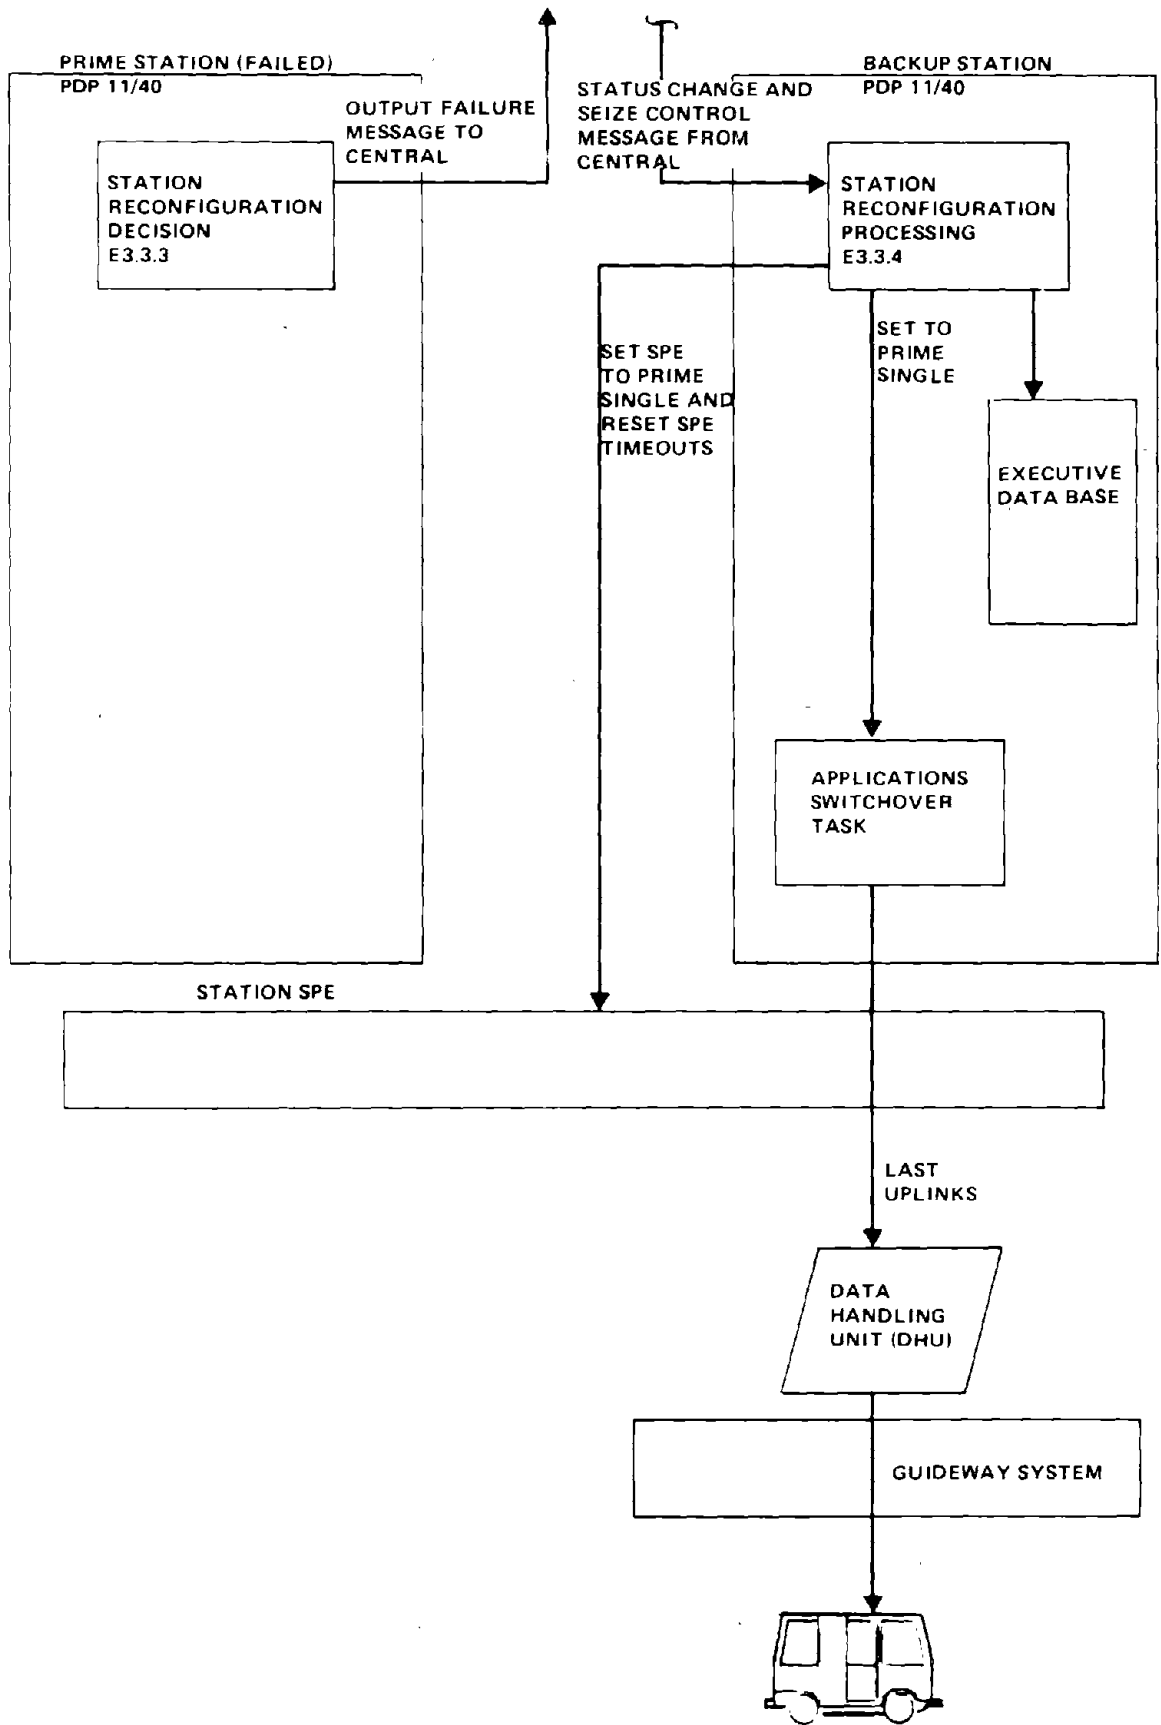 PRIME STATION (FAILED)
PDP 11/40
OUTPUT FAILURE
MESSAGE TO
CENTRAL
STATION
RECONFIGURATION
DECISION
E3.3.3
STATUS CHANGE AND
SEIZE CONTROL
MESSAGE FROM
CENTRAL
BACKUP STATION
PDP 11/40
STATION
RECONFIGURATION
PROCESSING
E3.3.4
SET SPE
TO PRIME
SINGLE AND
RESET SPE
TIMEOUTS
SET TO
PRIME
SINGLE
EXECUTIVE
DATA BASE
APPLICATIONS
SWITCHOVER
TASK
STATION SPE
LAST
UPLINKS
DATA
HANDLING
UNIT (DHU)
GUIDEWAY SYSTEM